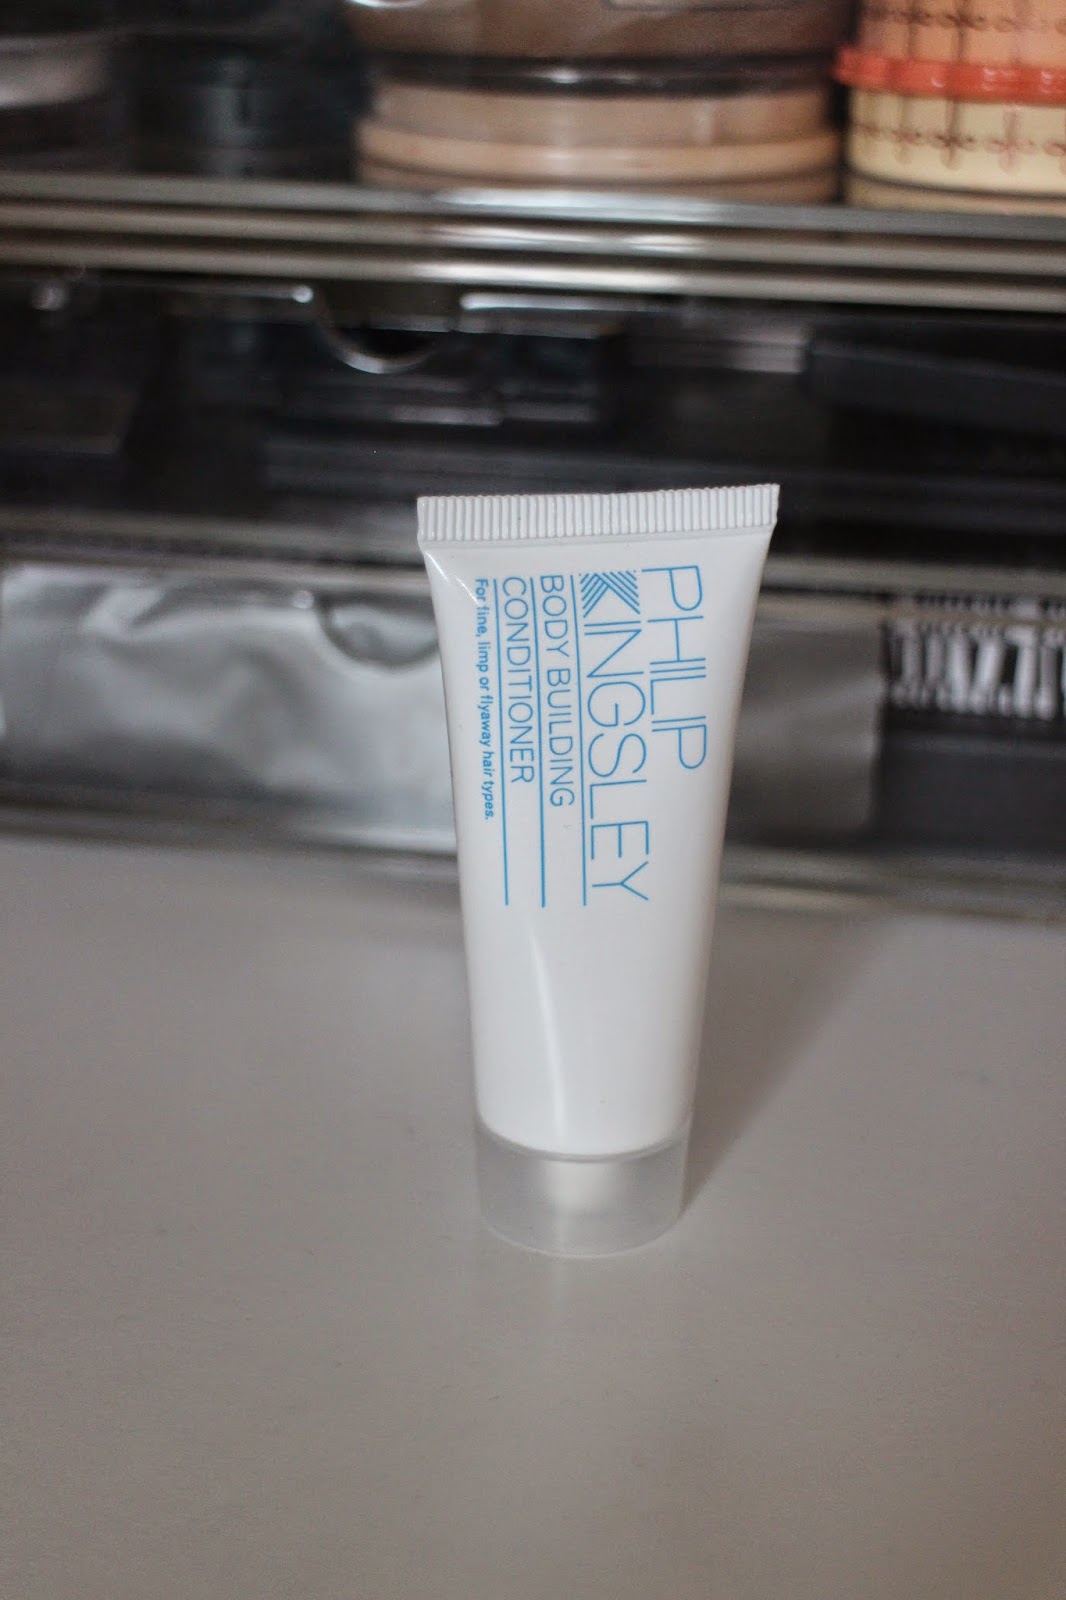 PHILIP
KINGSLEY
BODY BUILDING
CONDITIONER
For fine, limp or flyaway hair types.